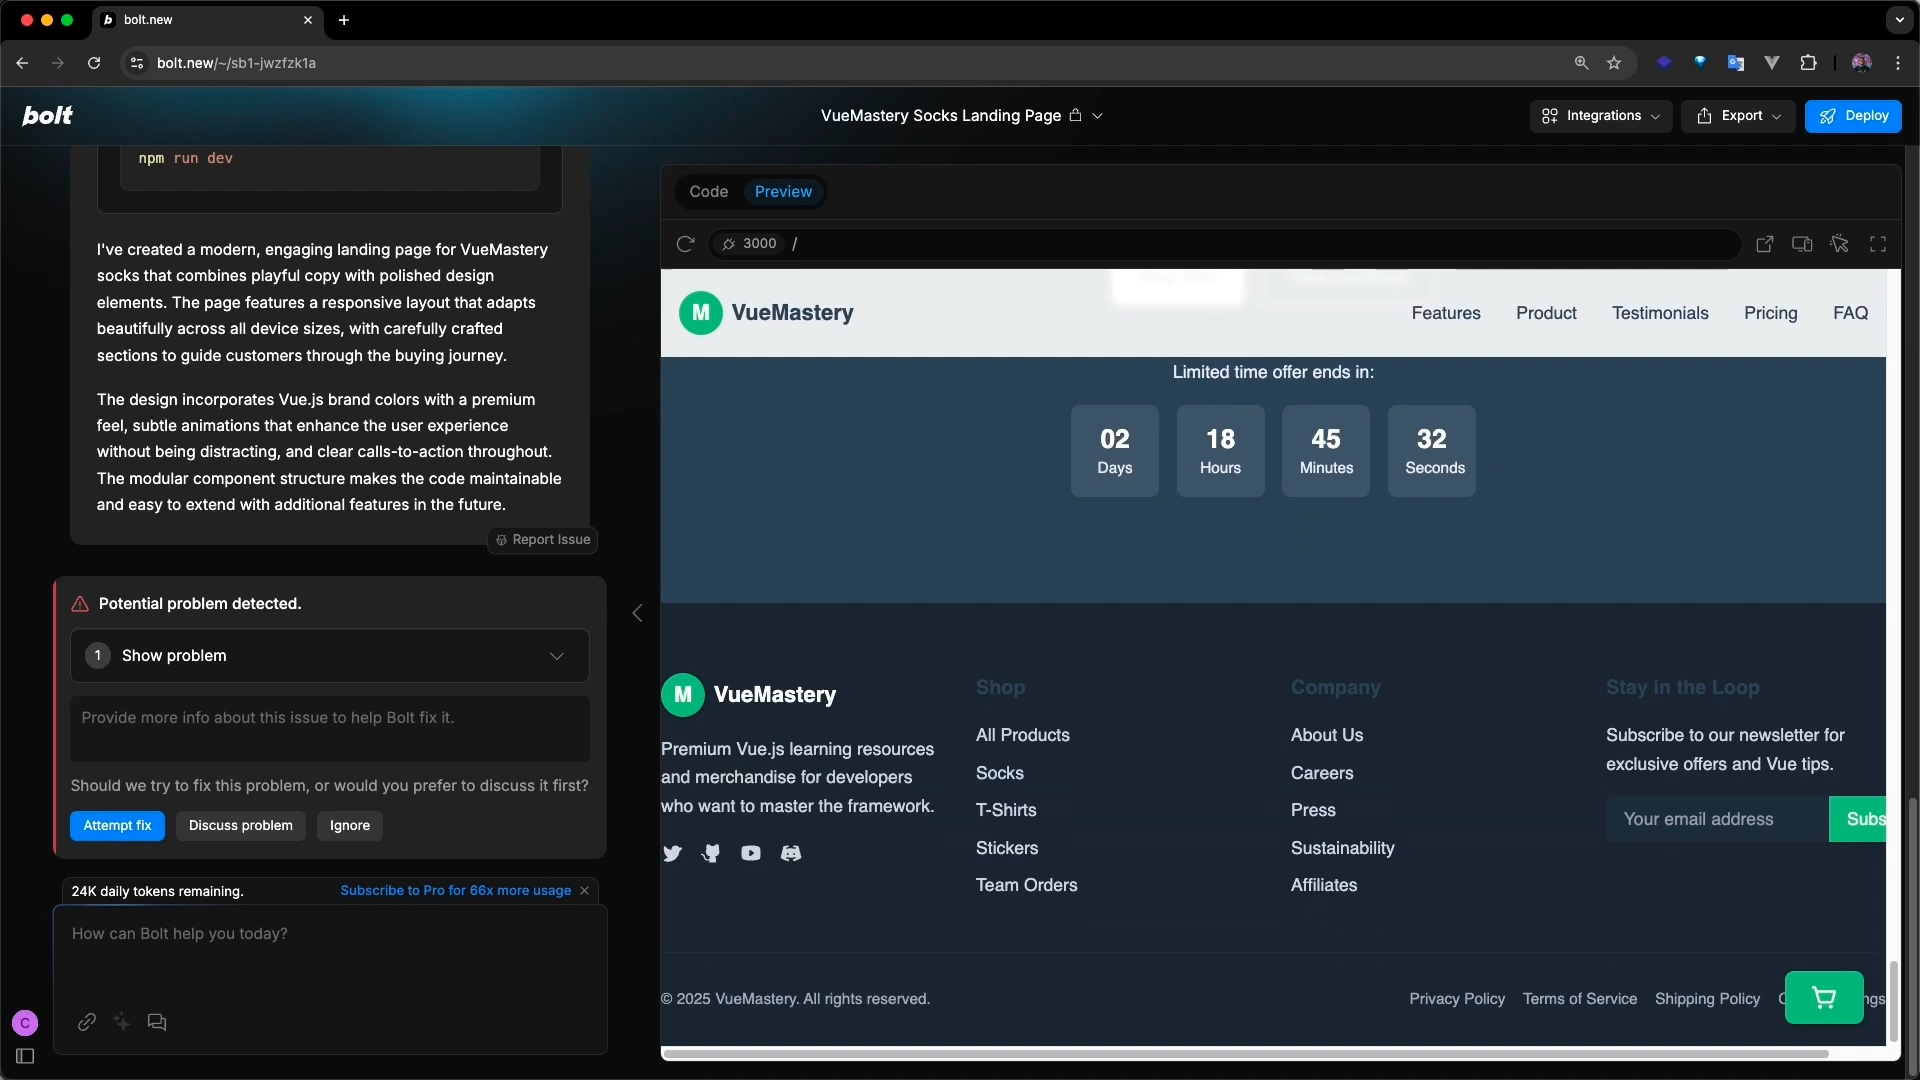 bolt.new
bolt.new/~/sb1-jwzfzk1a
bolt
VueMastery Socks Landing Page
Integrations
Export
Deploy
npm run dev
I've created a modern, engaging landing page for VueMastery
socks that combines playful copy with polished design
elements. The page features a responsive layout that adapts
beautifully across all device sizes, with carefully crafted
sections to guide customers through the buying journey.
The design incorporates Vue.js brand colors with a premium
feel, subtle animations that enhance the user experience
without being distracting, and clear calls-to-action throughout.
The modular component structure makes the code maintainable
and easy to extend with additional features in the future.
Report Issue
Potential problem detected.
1 Show problem
Provide more info about this issue to help Bolt fix it.
Should we try to fix this problem, or would you prefer to discuss it first?
Attempt fix Discuss problem Ignore
24K daily tokens remaining. Subscribe to Pro for 66x more usage
How can Bolt help you today?
C
Code Preview
3000 /
M VueMastery
Features Product Testimonials Pricing FAQ
Limited time offer ends in:
02 18 45 32
Days Hours Minutes Seconds
M VueMastery
Premium Vue.js learning resources
and merchandise for developers
who want to master the framework.
Shop
All Products
Socks
T-Shirts
Stickers
Team Orders
Company
About Us
Careers
Press
Sustainability
Affiliates
Stay in the Loop
Subscribe to our newsletter for
exclusive offers and Vue tips.
Your email address Subs
© 2025 VueMastery. All rights reserved.
Privacy Policy Terms of Service Shipping Policy